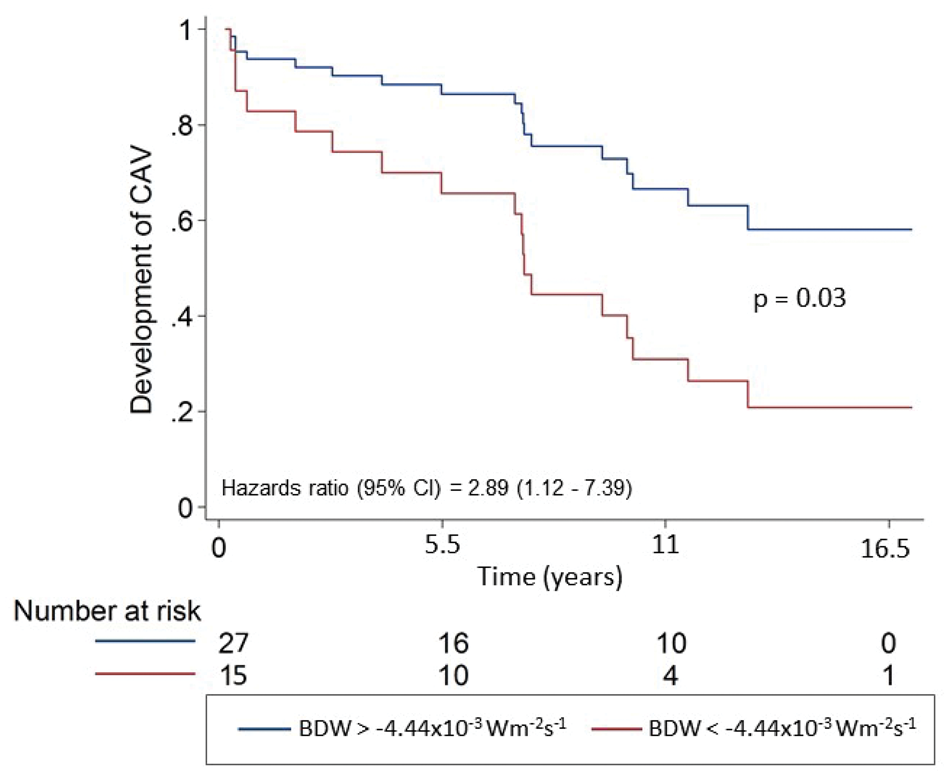 1
.8
.6
.4
.2
0
Development of CAV
p = 0.03
Hazards ratio (95% CI) = 2.89 (1.12 - 7.39)
0 5.5 11 16.5
Time (years)
Number at risk
27 16 10 0
15 10 4 1
BDW > -4.44x10⁻³ Wm⁻²s⁻¹ BDW < -4.44x10⁻³ Wm⁻²s⁻¹